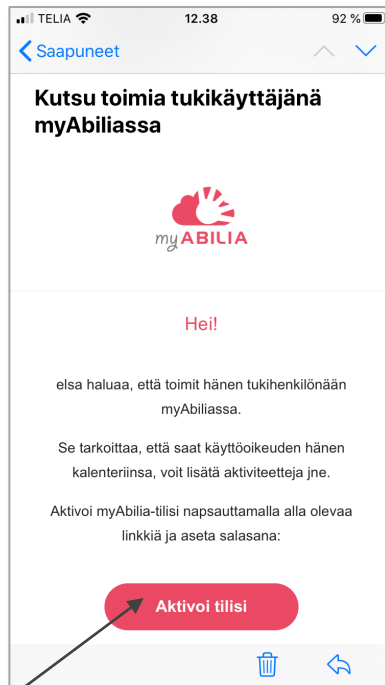 TELIA 12.38 92 %
Saapuneet
Kutsu toimia tukikäyttäjänä
myAbiliassa
my ABILIA
Hei!
elsa haluaa, että toimit hänen tukihenkilönään
myAbiliassa.
Se tarkoittaa, että saat käyttöoikeuden hänen
kalenteriinsa, voit lisätä aktiviteetteja jne.
Aktivoi myAbilia-tilisi napsauttamalla alla olevaa
linkkiä ja aseta salasana:
Aktivoi tilisi